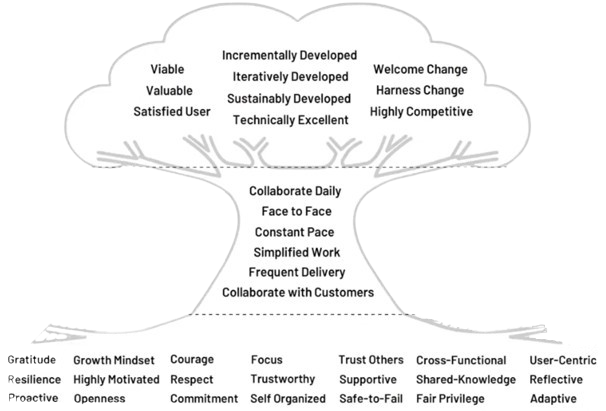 Incrementally Developed
Viable
Iteratively Developed
Welcome Change
Valuable
Sustainably Developed
Harness Change
Satisfied User
Technically Excellent
Highly Competitive
Collaborate Daily
Face to Face
Constant Pace
Simplified Work
Frequent Delivery
Collaborate with Customers
Gratitude Growth Mindset Courage Focus Trust Others Cross-Functional User-Centric
Resilience Highly Motivated Respect Trustworthy Supportive Shared-Knowledge Reflective
Proactive Openness Commitment Self Organized Safe-to-Fail Fair Privilege Adaptive